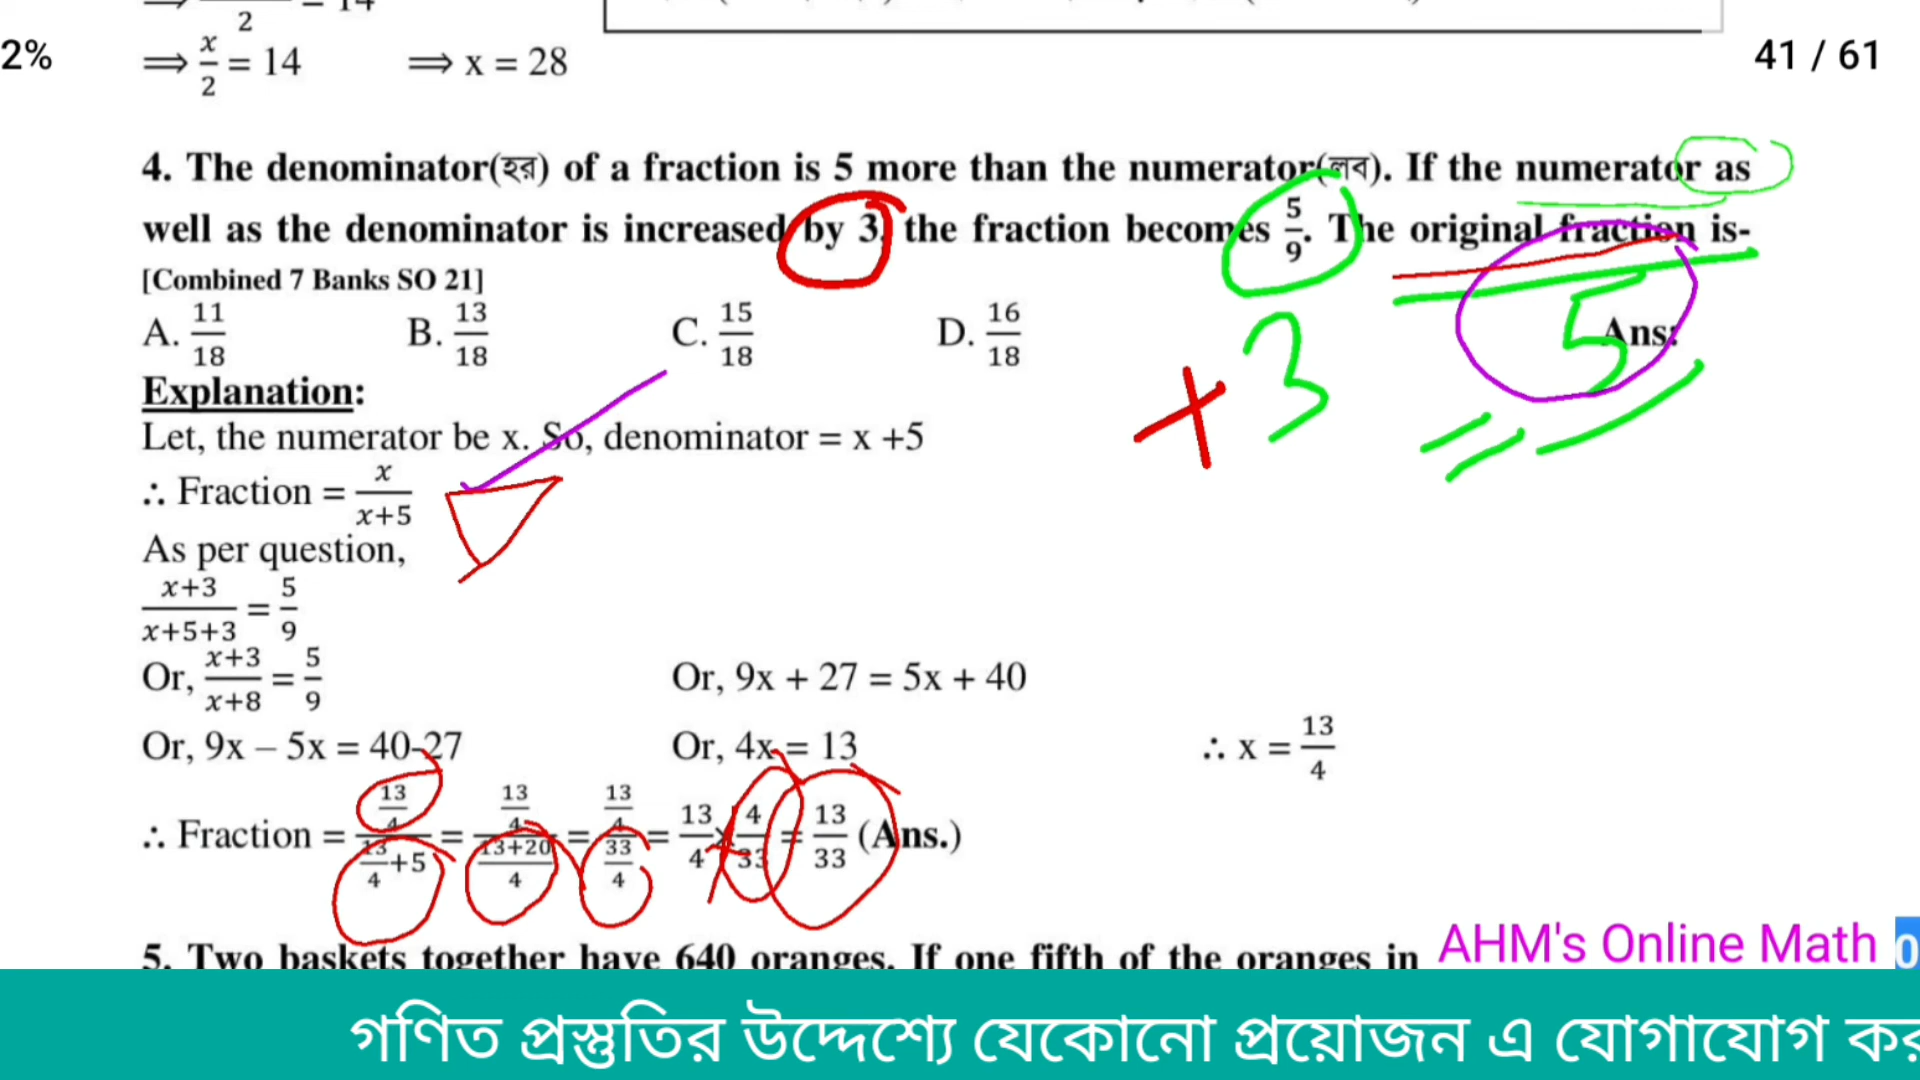 ⟹ ― = 14
2
⟹ x/2 = 14 ⟹ x = 28
2%
41 / 61
4. The denominator(হর) of a fraction is 5 more than the numerator(লব). If the numerator as
well as the denominator is increased by 3, the fraction becomes 5/9. The original fraction is-
[Combined 7 Banks SO 21]
A. 11/18 B. 13/18 C. 15/18 D. 16/18 Ans:
+3 = 5
Explanation:
Let, the numerator be x. So, denominator = x +5
∴ Fraction = x/(x+5)
As per question,
(x+3)/(x+5+3) = 5/9
Or, (x+3)/(x+8) = 5/9 Or, 9x + 27 = 5x + 40
Or, 9x – 5x = 40-27 Or, 4x = 13 ∴ x = 13/4
∴ Fraction = (13/4)/(13/4+5) = (13/4)/((13+20)/4) = (13/4)/(33/4) = 13/4 × 4/33 = 13/33 (Ans.)
5. Two baskets together have 640 oranges. If one fifth of the oranges in
AHM's Online Math
গণিত প্রস্তুতির উদ্দেশ্যে যেকোনো প্রয়োজন এ যোগাযোগ